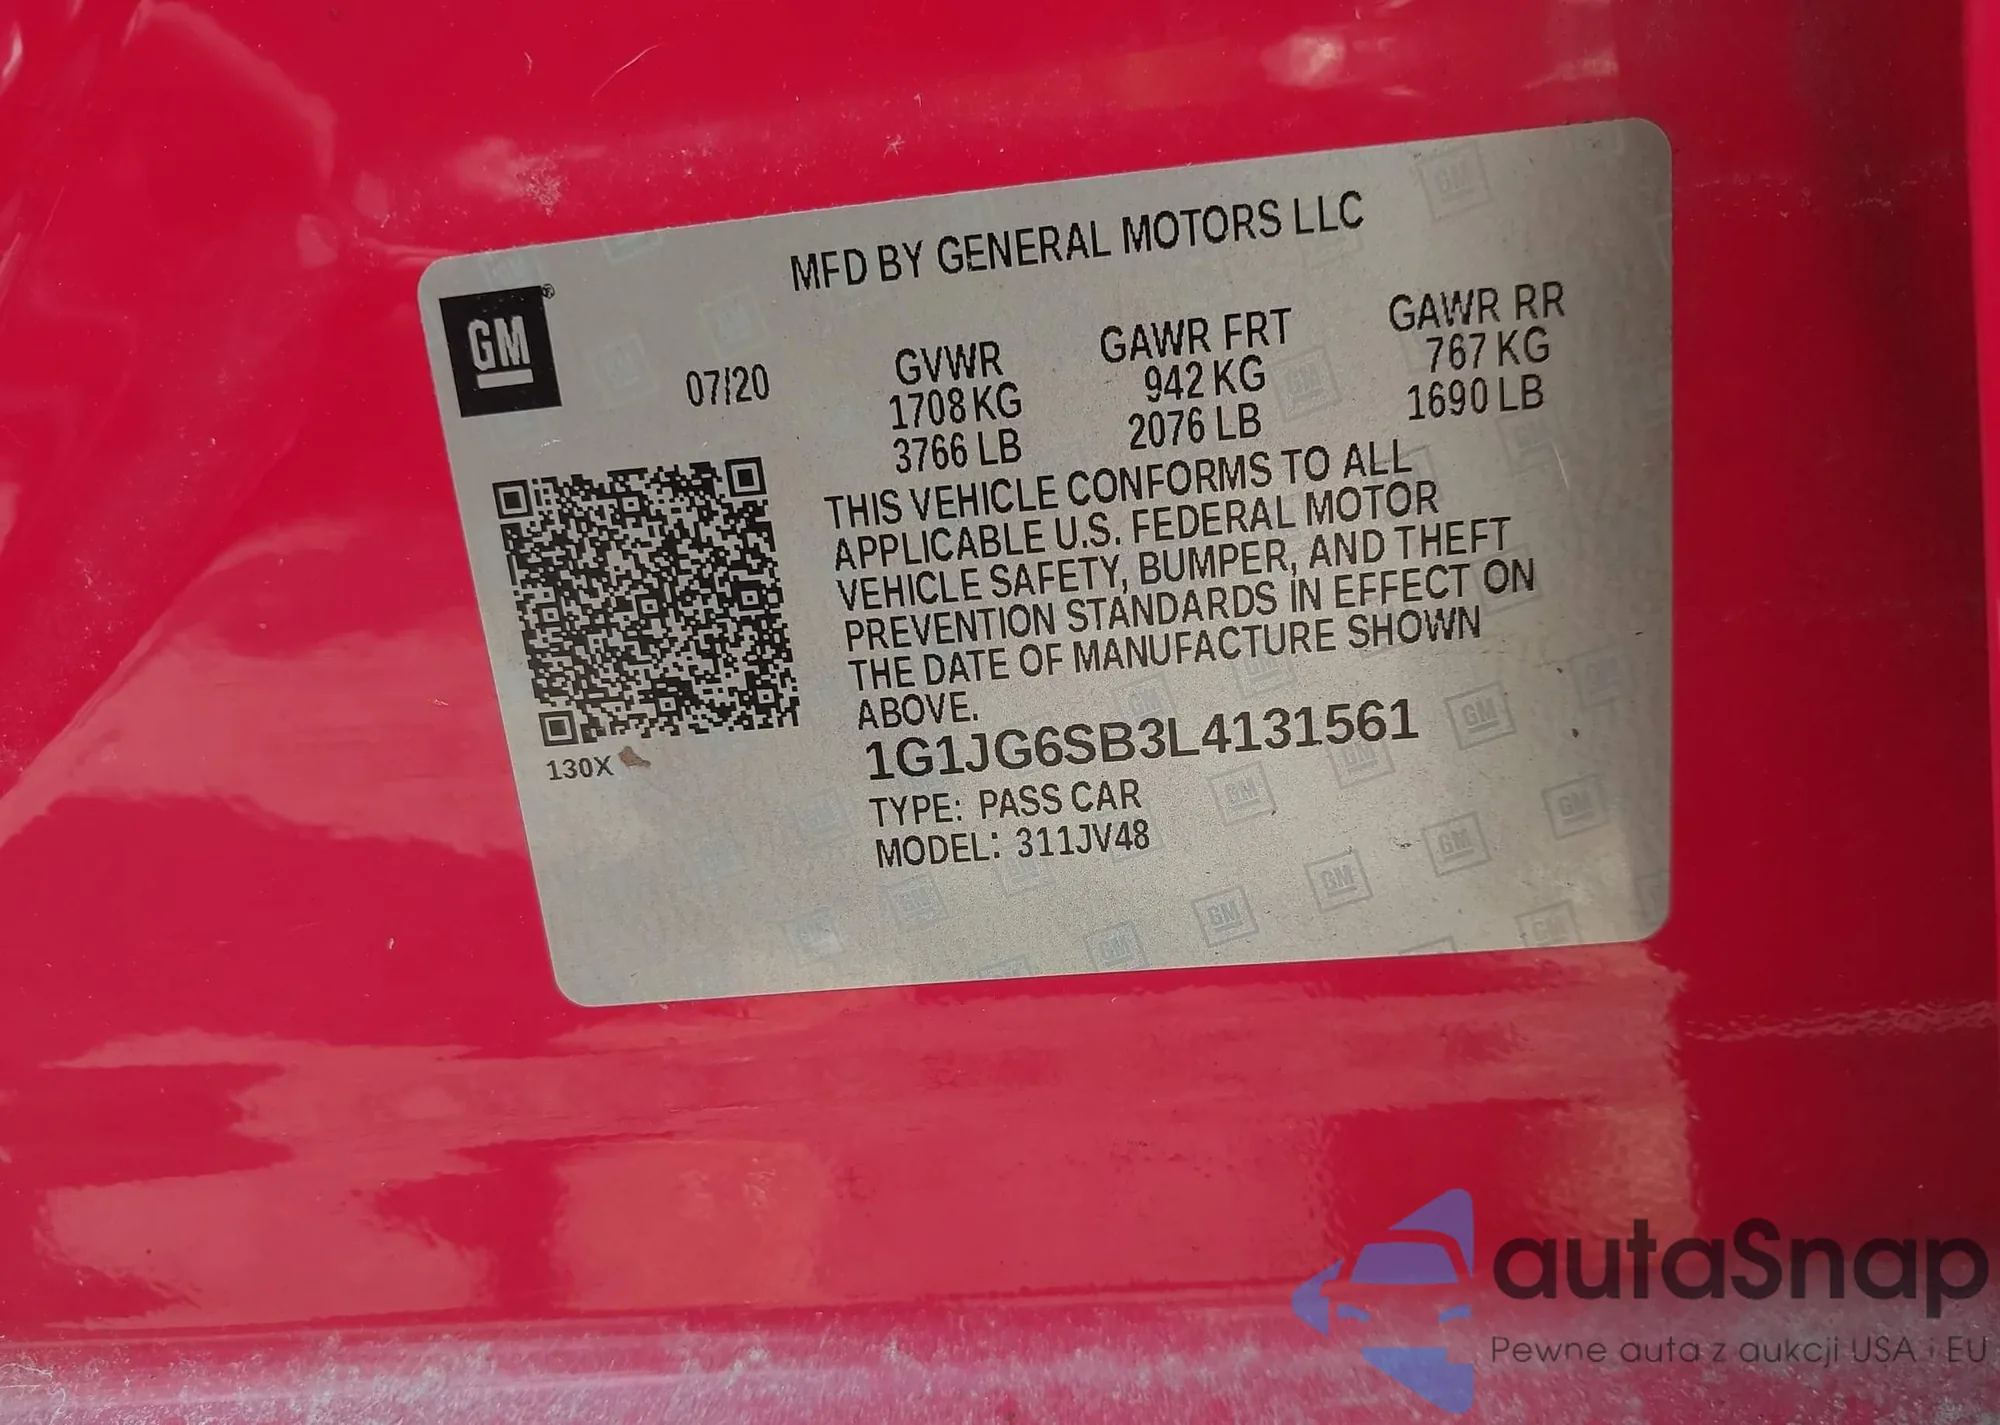 MFD BY GENERAL MOTORS LLC
GM®
07/20
GVWR
1708 KG
3766 LB
GAWR FRT
942 KG
2076 LB
GAWR RR
767 KG
1690 LB
THIS VEHICLE CONFORMS TO ALL
APPLICABLE U.S. FEDERAL MOTOR
VEHICLE SAFETY, BUMPER, AND THEFT
PREVENTION STANDARDS IN EFFECT ON
THE DATE OF MANUFACTURE SHOWN
ABOVE.
130X
1G1JG6SB3L4131561
TYPE: PASS CAR
MODEL: 311JV48
autaSnap
Pewne auta z aukcji USA i EU